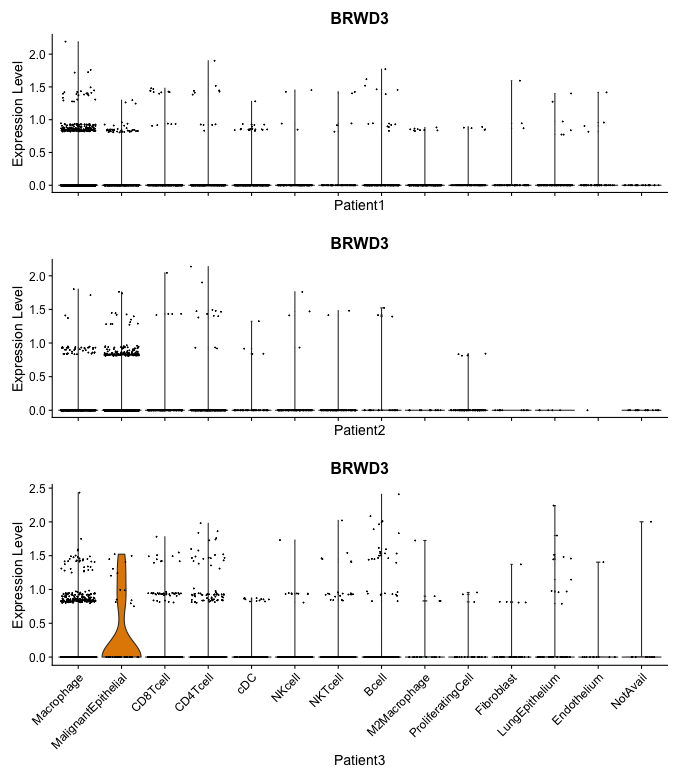 BRWD3
Expression Level
2.0
1.5
1.0
0.5
0.0
Patient1
BRWD3
Expression Level
2.0
1.5
1.0
0.5
0.0
Patient2
BRWD3
Expression Level
2.5
2.0
1.5
1.0
0.5
0.0
Macrophage
MalignantEpithelial
CD8Tcell
CD4Tcell
cDC
NKcell
NKTcell
Bcell
M2Macrophage
ProliferatingCell
Fibroblast
LungEpithelium
Endothelium
NotAvail
Patient3